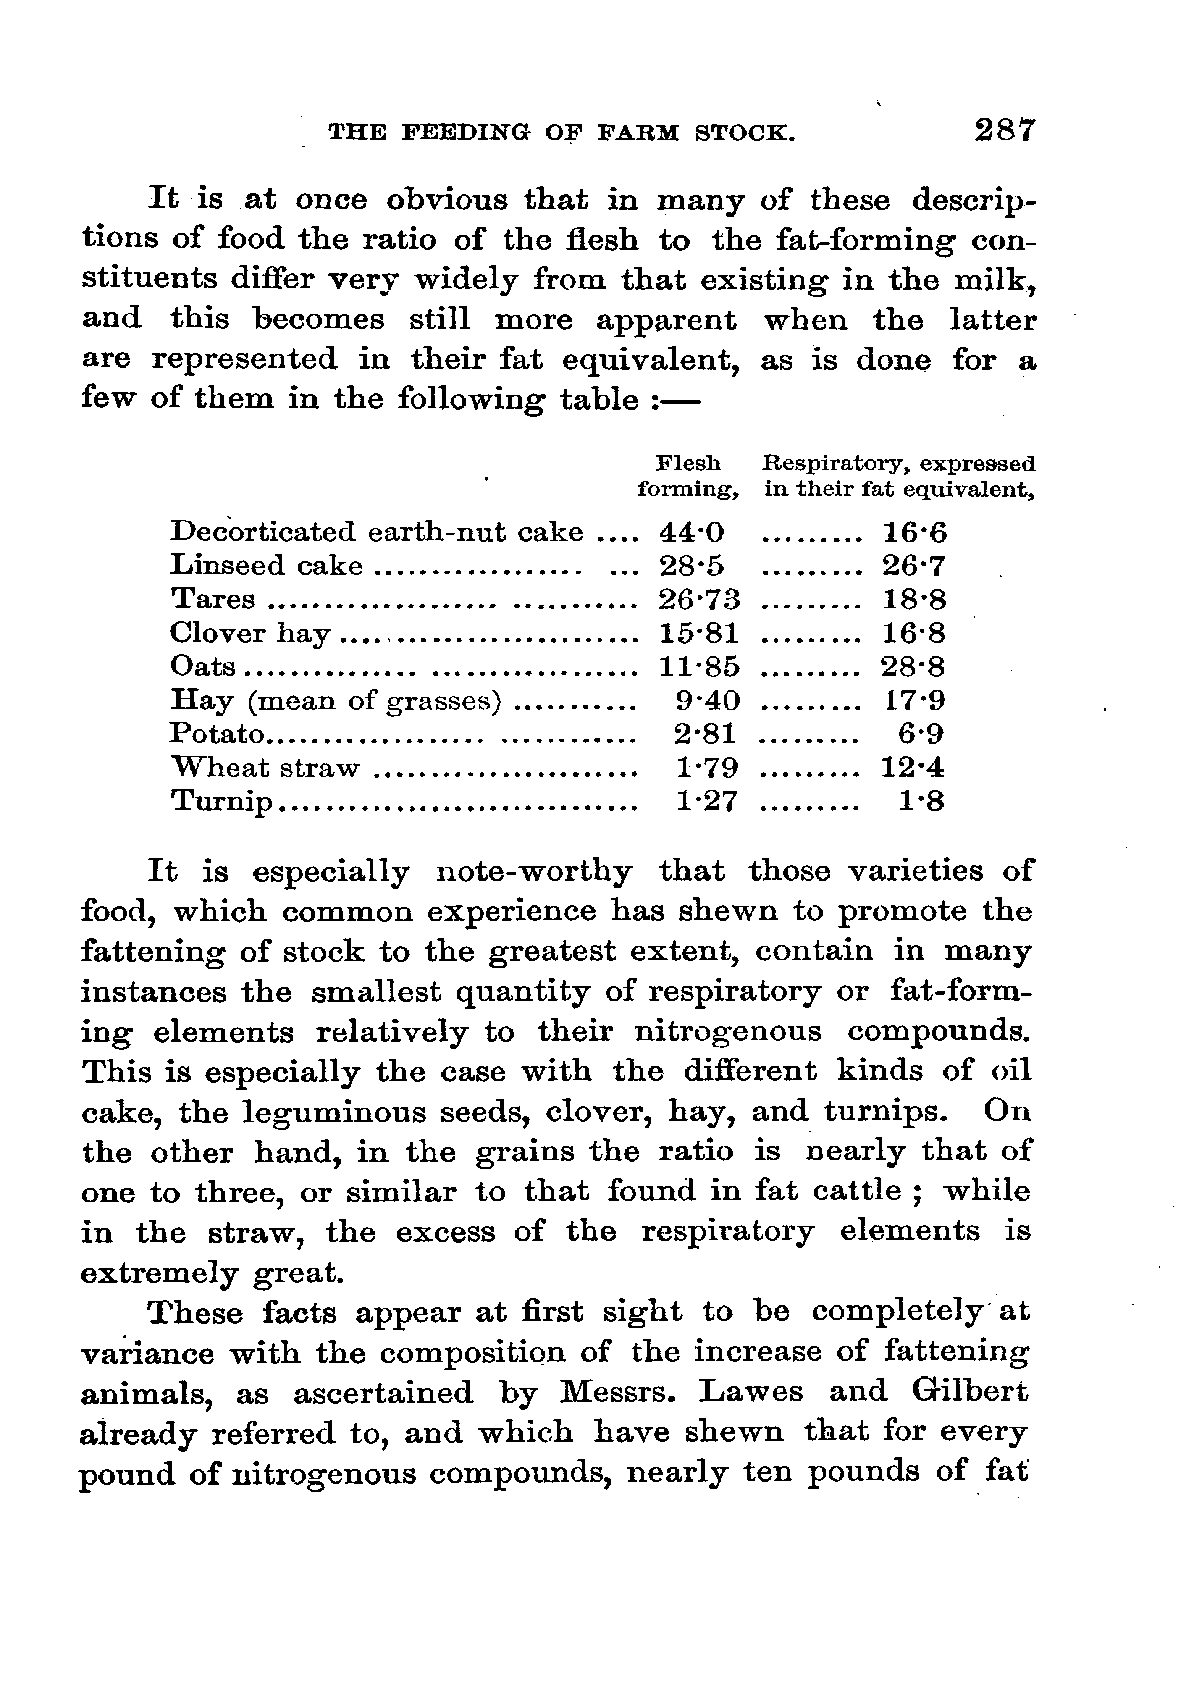 THE FEEDING OF FARM STOCK. 287
It is at once obvious that in many of these descrip-
tions of food the ratio of the flesh to the fat-forming con-
stituents differ very widely from that existing in the milk,
and this becomes still more apparent when the latter
are represented in their fat equivalent, as is done for a
few of them in the following table :—
Flesh Respiratory, expressed
forming, in their fat equivalent,
Decorticated earth-nut cake .... 44·0 ......... 16·6
Linseed cake .................. ... 28·5 ......... 26·7
Tares .................... ........... 26·73 ......... 18·8
Clover hay .......................... 15·81 ......... 16·8
Oats ............... .................. 11·85 ......... 28·8
Hay (mean of grasses) ........... 9·40 ......... 17·9
Potato................... ............ 2·81 ......... 6·9
Wheat straw ....................... 1·79 ......... 12·4
Turnip............................... 1·27 ......... 1·8
It is especially note-worthy that those varieties of
food, which common experience has shewn to promote the
fattening of stock to the greatest extent, contain in many
instances the smallest quantity of respiratory or fat-form-
ing elements relatively to their nitrogenous compounds.
This is especially the case with the different kinds of oil
cake, the leguminous seeds, clover, hay, and turnips. On
the other hand, in the grains the ratio is nearly that of
one to three, or similar to that found in fat cattle ; while
in the straw, the excess of the respiratory elements is
extremely great.
These facts appear at first sight to be completely at
variance with the composition of the increase of fattening
animals, as ascertained by Messrs. Lawes and Gilbert
already referred to, and which have shewn that for every
pound of nitrogenous compounds, nearly ten pounds of fat